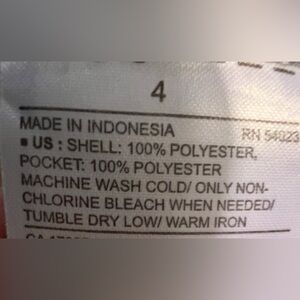 4
MADE IN INDONESIA RN 54023
▪ US : SHELL: 100% POLYESTER,
POCKET: 100% POLYESTER
MACHINE WASH COLD/ ONLY NON-
CHLORINE BLEACH WHEN NEEDED/
TUMBLE DRY LOW/ WARM IRON